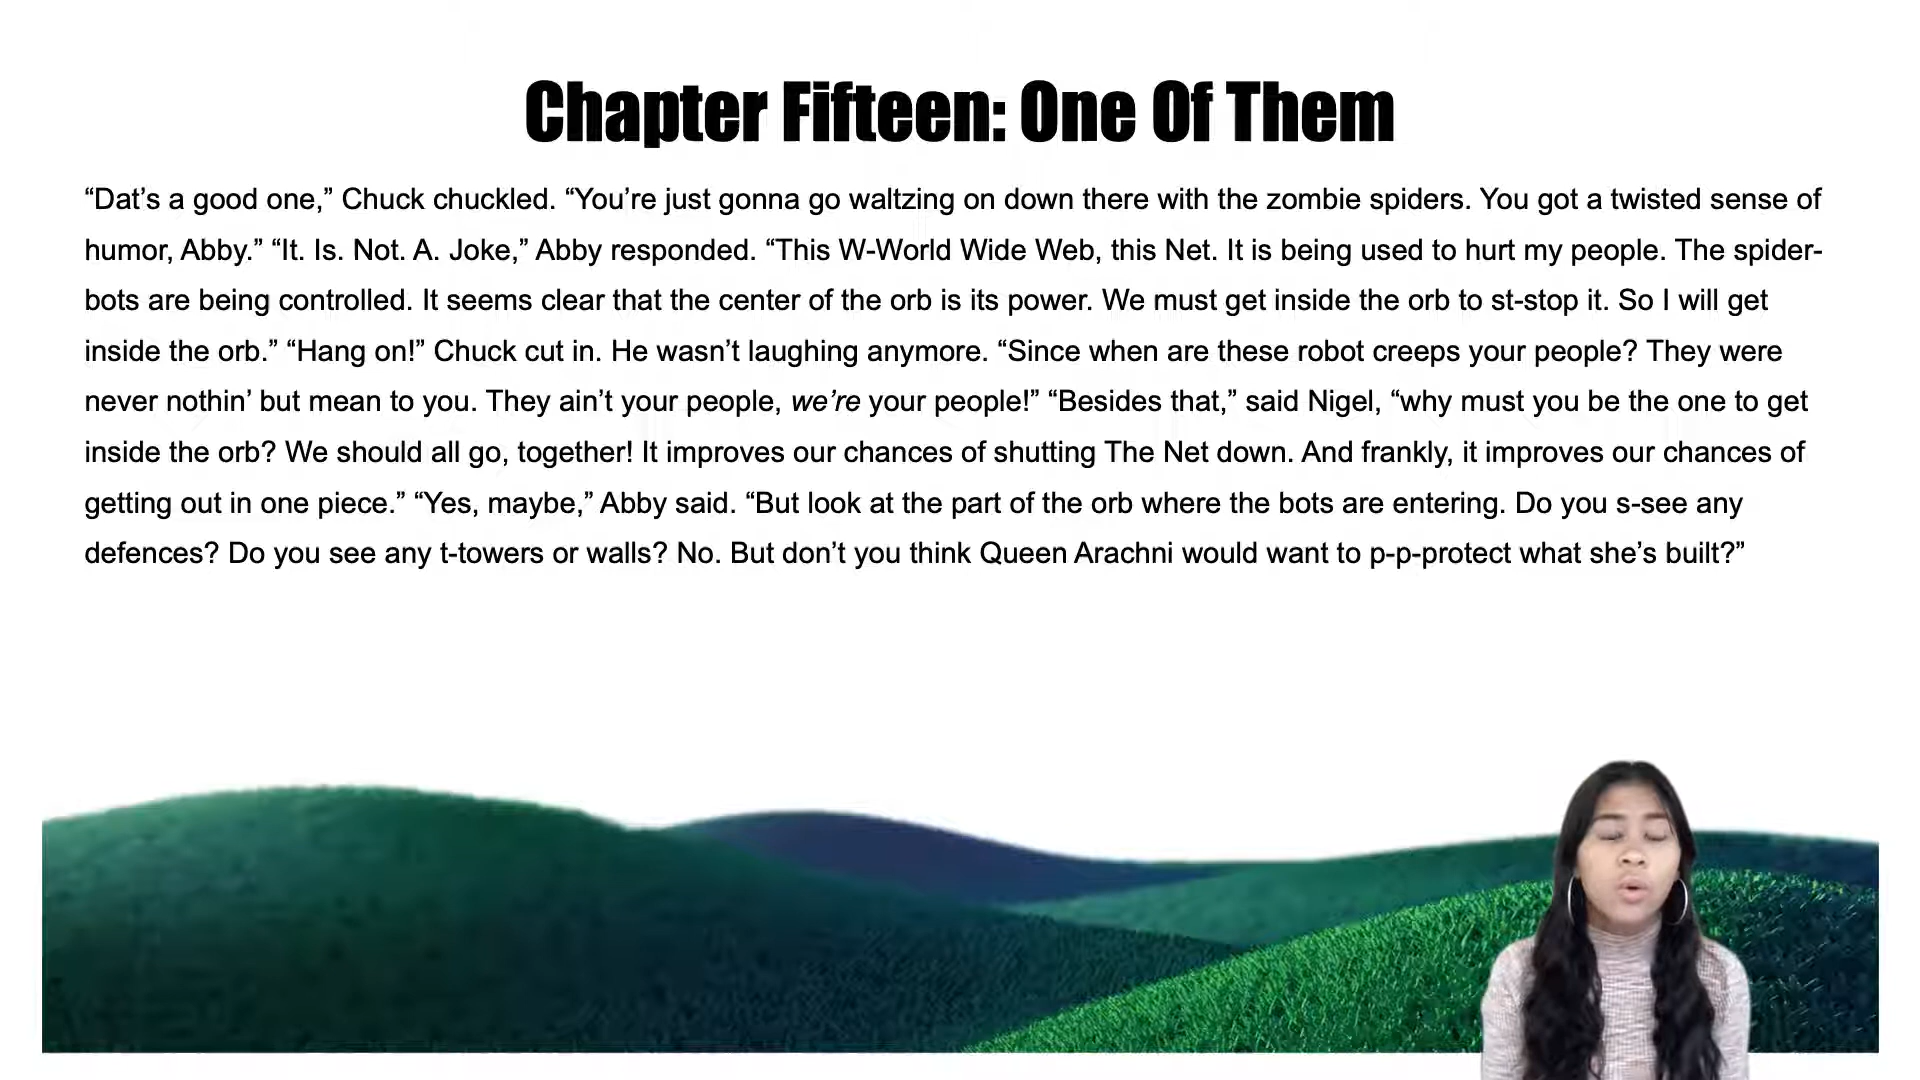 Chapter Fifteen: One Of Them
“Dat’s a good one,” Chuck chuckled. “You’re just gonna go waltzing on down there with the zombie spiders. You got a twisted sense of
humor, Abby.” “It. Is. Not. A. Joke,” Abby responded. “This W-World Wide Web, this Net. It is being used to hurt my people. The spider-
bots are being controlled. It seems clear that the center of the orb is its power. We must get inside the orb to st-stop it. So I will get
inside the orb.” “Hang on!” Chuck cut in. He wasn’t laughing anymore. “Since when are these robot creeps your people? They were
never nothin’ but mean to you. They ain’t your people, we’re your people!” “Besides that,” said Nigel, “why must you be the one to get
inside the orb? We should all go, together! It improves our chances of shutting The Net down. And frankly, it improves our chances of
getting out in one piece.” “Yes, maybe,” Abby said. “But look at the part of the orb where the bots are entering. Do you s-see any
defences? Do you see any t-towers or walls? No. But don’t you think Queen Arachni would want to p-p-protect what she’s built?”